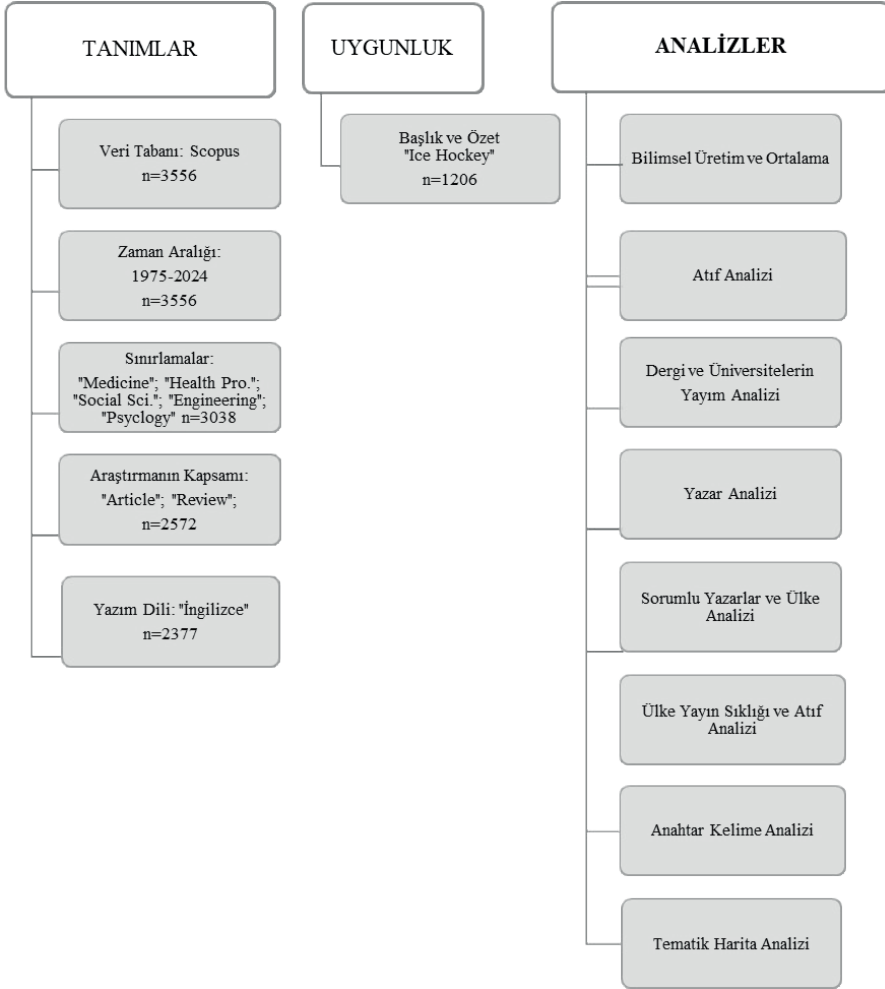 TANIMLAR
Veri Tabanı: Scopus
n=3556
Zaman Aralığı:
1975-2024
n=3556
Sınırlamalar:
"Medicine"; "Health Pro.";
"Social Sci."; "Engineering";
"Psyclogy" n=3038
Araştırmanın Kapsamı:
"Article"; "Review";
n=2572
Yazım Dili: "İngilizce"
n=2377
UYGUNLUK
Başlık ve Özet
"Ice Hockey"
n=1206
ANALİZLER
Bilimsel Üretim ve Ortalama
Atıf Analizi
Dergi ve Üniversitelerin
Yayım Analizi
Yazar Analizi
Sorumlu Yazarlar ve Ülke
Analizi
Ülke Yayın Sıklığı ve Atıf
Analizi
Anahtar Kelime Analizi
Tematik Harita Analizi